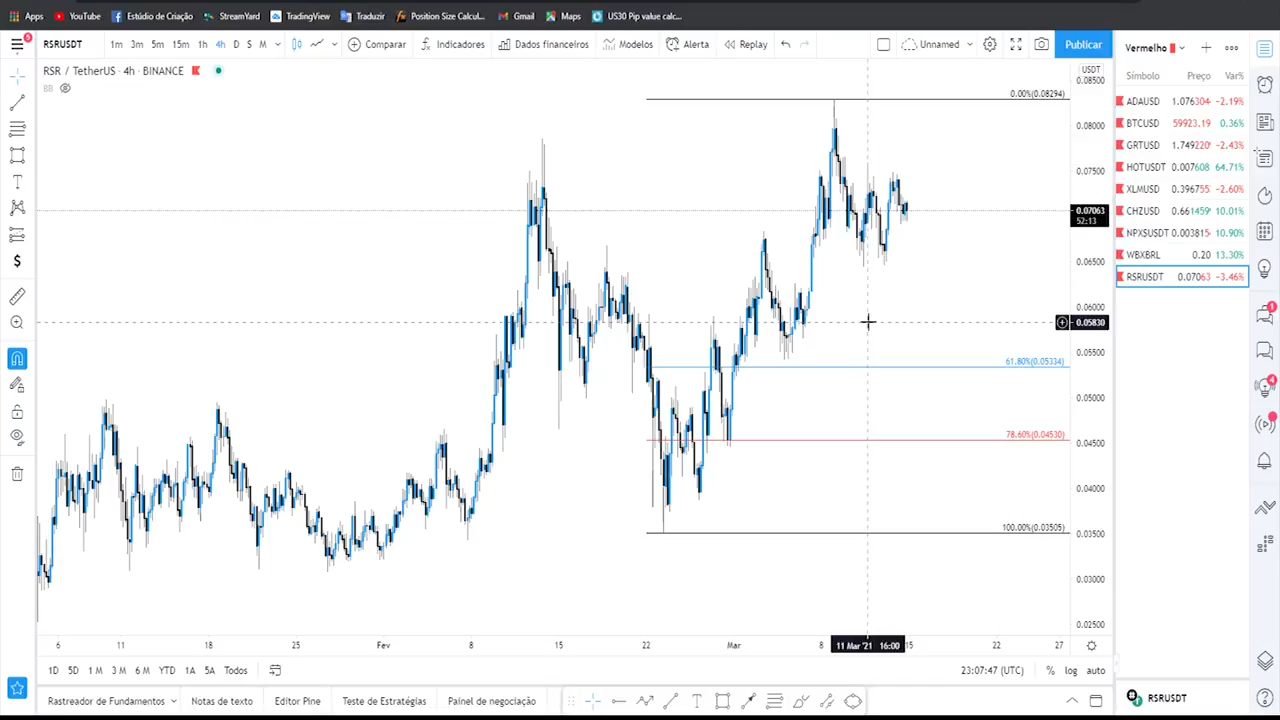 Apps YouTube Estúdio de Criação StreamYard TradingView Traduzir Position Size Calcul... Gmail Maps US30 Pip value calc...
RSRUSDT 1m 3m 5m 15m 1h 4h D S M Comparar Indicadores Dados financeiros Modelos Alerta Replay Unnamed Publicar Vermelho
RSR / TetherUS · 4h · BINANCE
BB
USDT
0.08500
0.08000
0.07500
0.07063
52:13
0.06500
0.06000
0.05830
0.05500
0.05000
0.04500
0.04000
0.03500
0.03000
0.02500
0.00%(0.08294)
61.80%(0.05334)
78.60%(0.04530)
100.00%(0.03505)
Símbolo Preço Var%
ADAUSD 1.076304 -2.19%
BTCUSD 59923.19 0.36%
GRTUSD 1.749220 -2.43%
HOTUSDT 0.007608 64.71%
XLMUSD 0.396755 -2.60%
CHZUSD 0.661459 10.01%
NPXSUSDT 0.003815 10.90%
WBXBRL 0.20 13.30%
RSRUSDT 0.07063 -3.46%
6 11 18 25 Fev 8 15 22 Mar 8 11 Mar '21 16:00 15 22 27
1D 5D 1 M 3 M 6 M YTD 1A 5A Todos 23:07:47 (UTC) % log auto
Rastreador de Fundamentos Notas de texto Editor Pine Teste de Estratégias Painel de negociação RSRUSDT